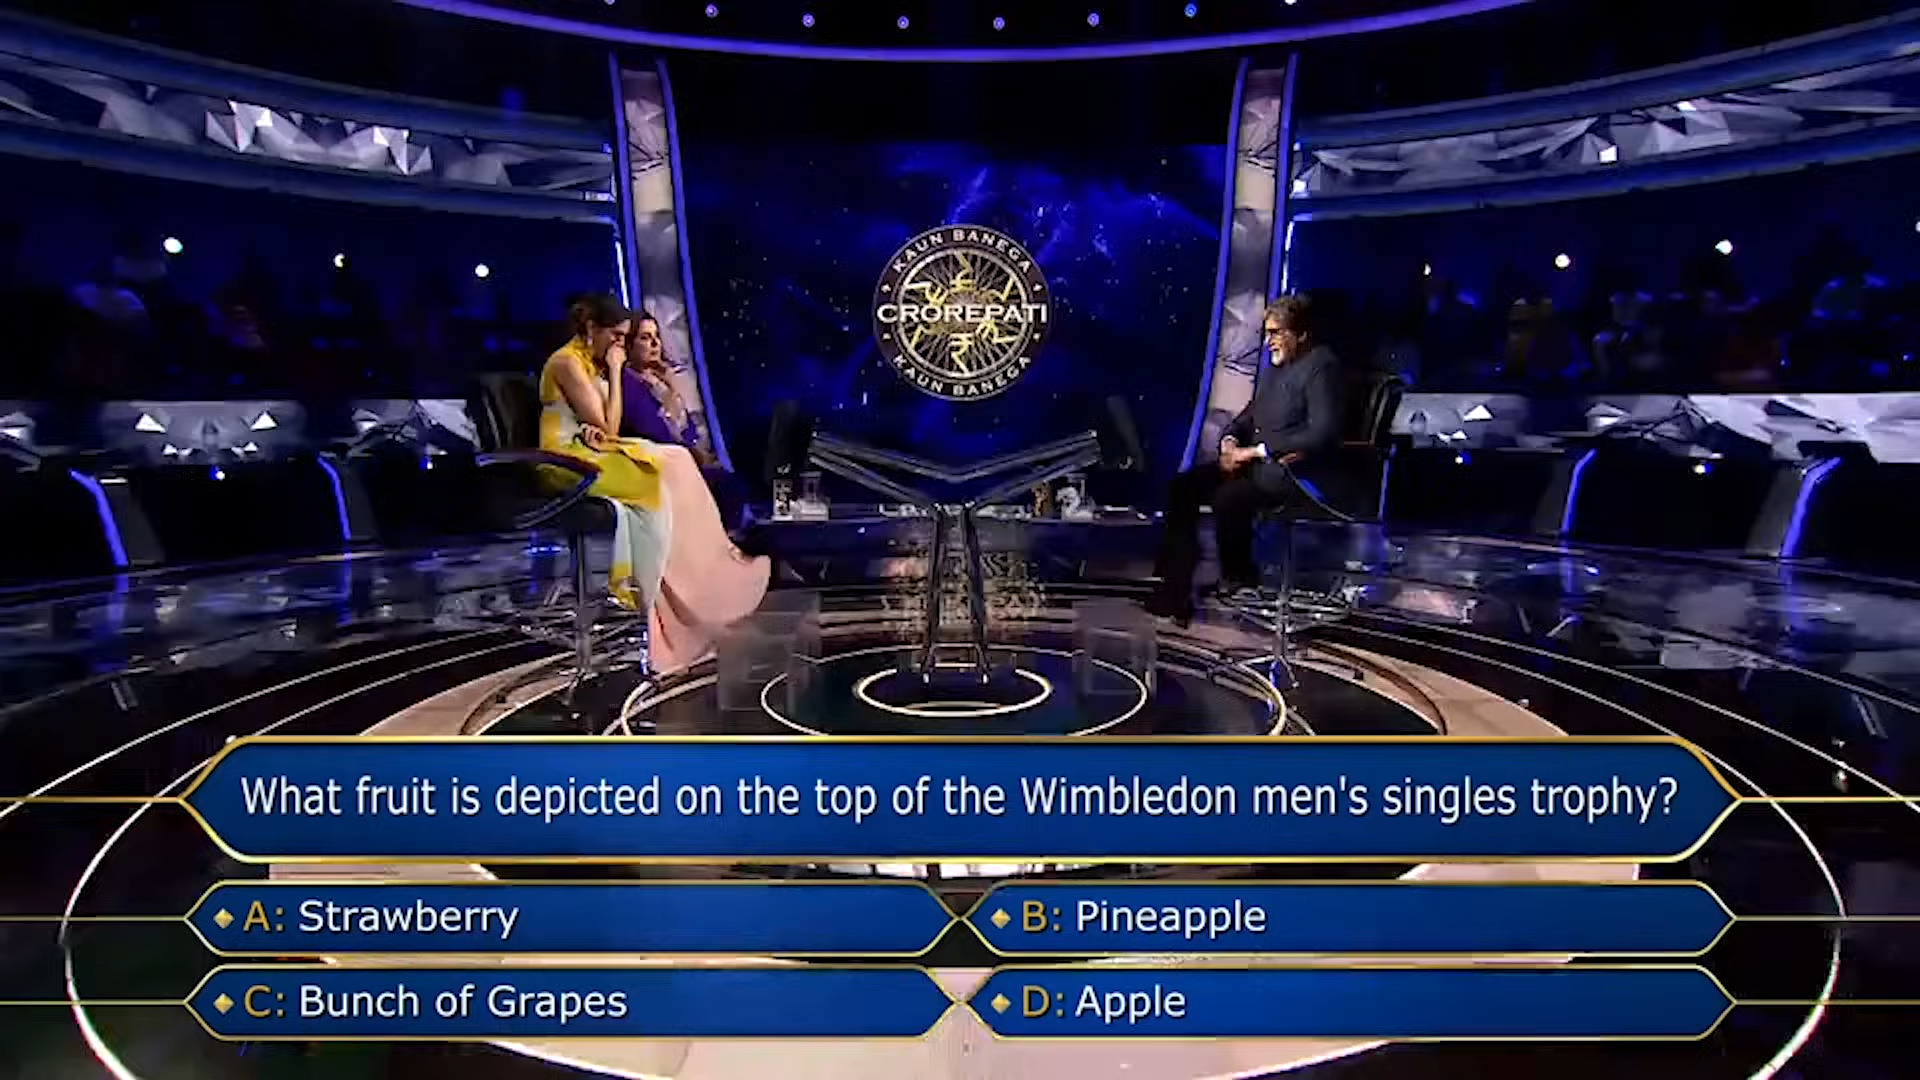 KAUN BANEGA
CROREPATI
KAUN BANEGA
What fruit is depicted on the top of the Wimbledon men's singles trophy?
A: Strawberry
B: Pineapple
C: Bunch of Grapes
D: Apple